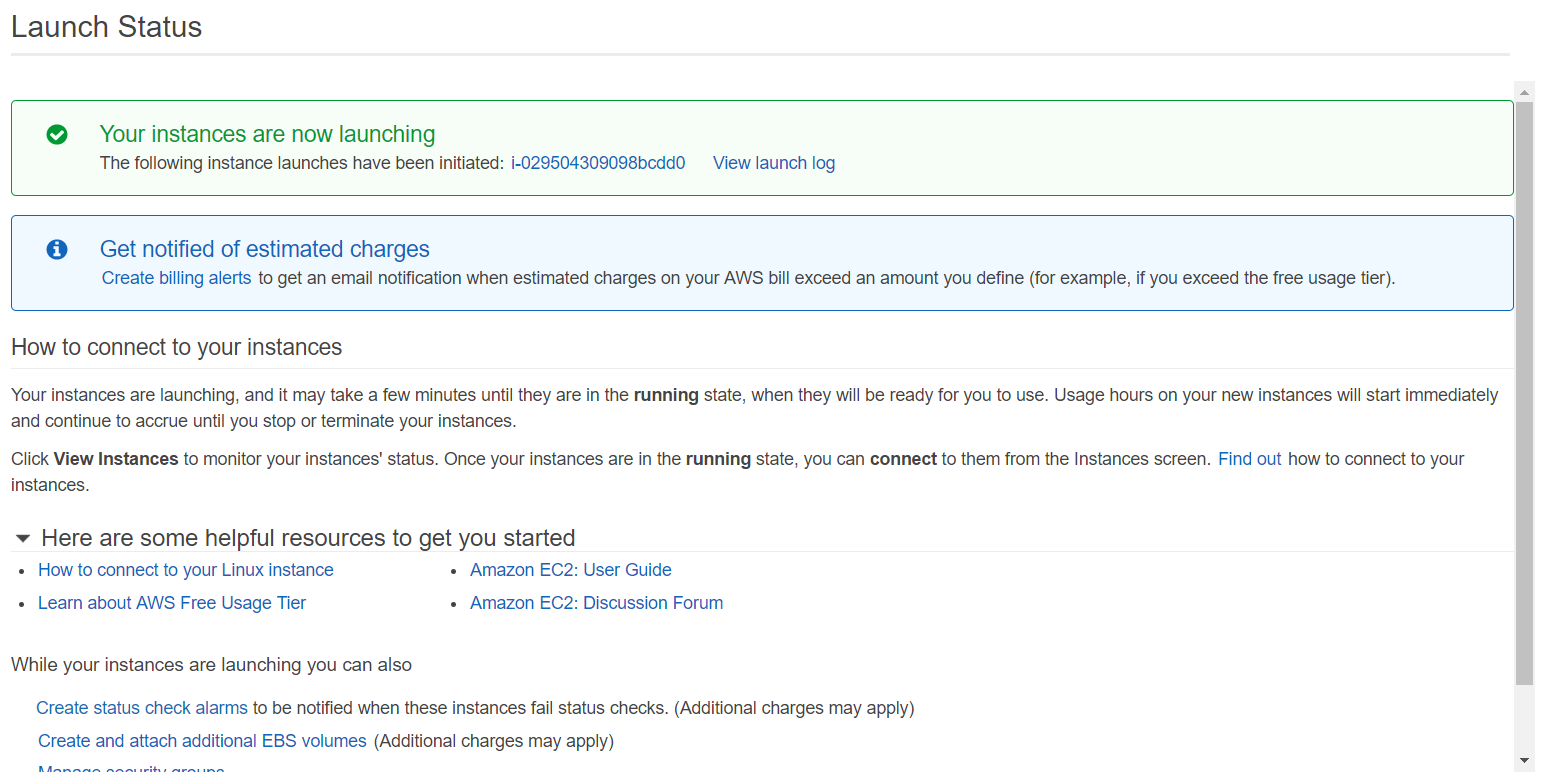 Launch Status
Your instances are now launching
The following instance launches have been initiated: i-029504309098bcdd0 View launch log
Get notified of estimated charges
Create billing alerts to get an email notification when estimated charges on your AWS bill exceed an amount you define (for example, if you exceed the free usage tier).
How to connect to your instances
Your instances are launching, and it may take a few minutes until they are in the running state, when they will be ready for you to use. Usage hours on your new instances will start immediately
and continue to accrue until you stop or terminate your instances.
Click View Instances to monitor your instances' status. Once your instances are in the running state, you can connect to them from the Instances screen. Find out how to connect to your
instances.
Here are some helpful resources to get you started
How to connect to your Linux instance
Amazon EC2: User Guide
Learn about AWS Free Usage Tier
Amazon EC2: Discussion Forum
While your instances are launching you can also
Create status check alarms to be notified when these instances fail status checks. (Additional charges may apply)
Create and attach additional EBS volumes (Additional charges may apply)
Manage security groups